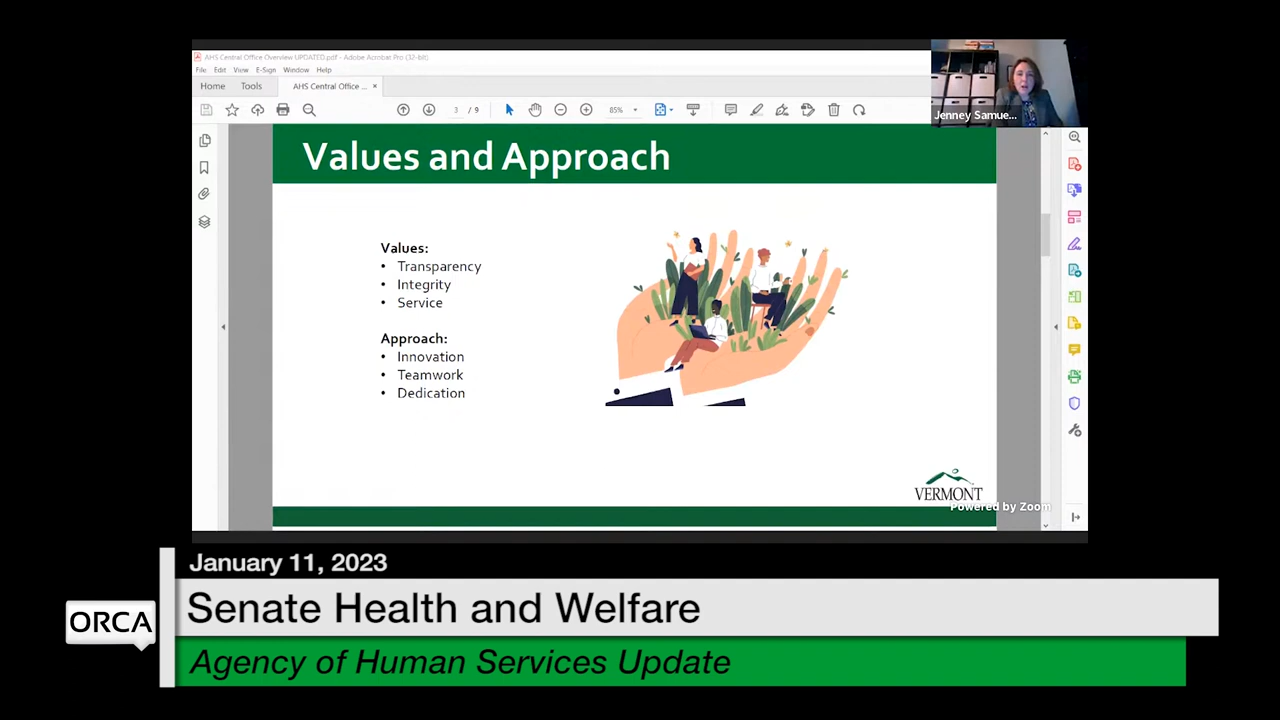 AHS Central Office Overview UPDATED.pdf - Adobe Acrobat Pro (32-bit)
File Edit View E-Sign Window Help
Home Tools AHS Central Office ... ×
3 / 9 85%
Jenney Samue...
Values and Approach
Values:
• Transparency
• Integrity
• Service
Approach:
• Innovation
• Teamwork
• Dedication
VERMONT
Powered by Zoom
January 11, 2023
ORCA
Senate Health and Welfare
Agency of Human Services Update